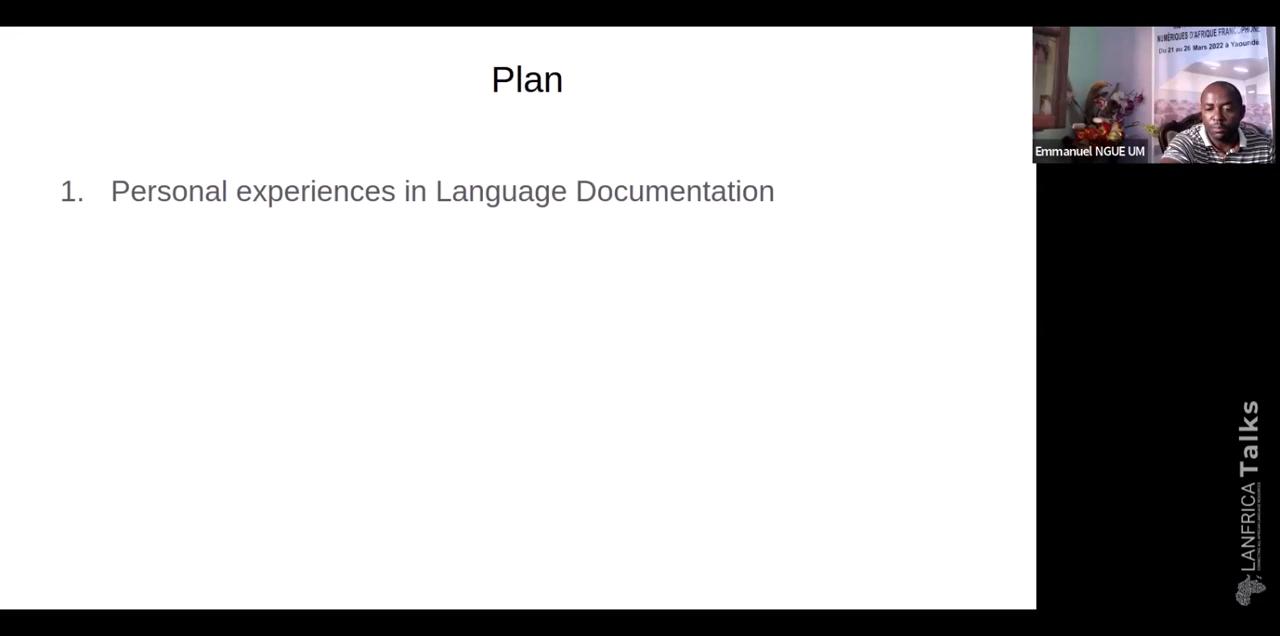 Plan
1. Personal experiences in Language Documentation
NUMÉRIQUES D'AFRIQUE FRANCOPHONE
Du 21 au 26 Mars 2022 à Yaoundé
Emmanuel NGUE UM
LANFRICA Talks